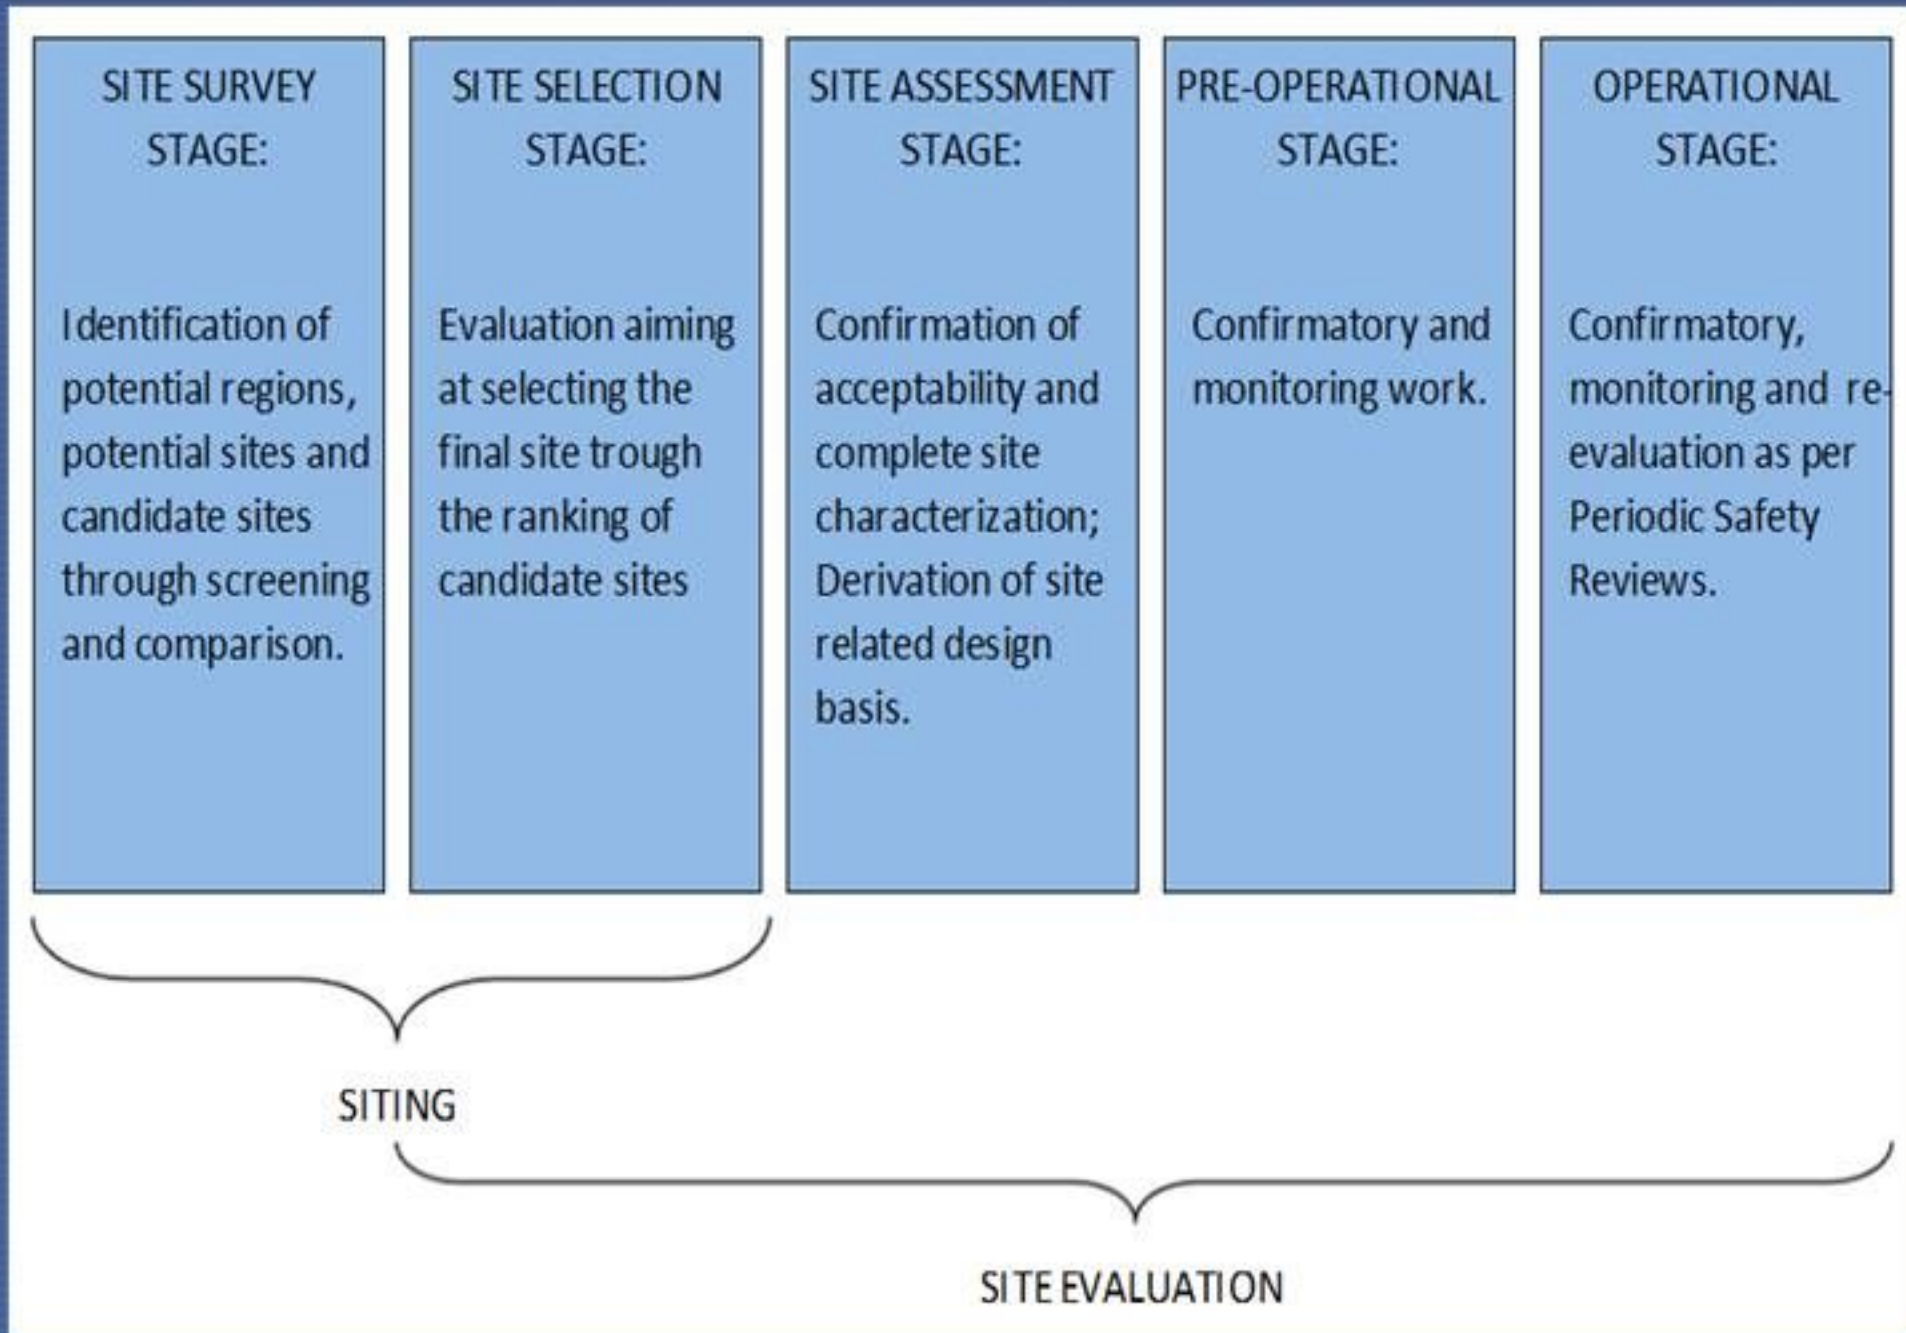 SITE SURVEY
STAGE:
Identification of
potential regions,
potential sites and
candidate sites
through screening
and comparison.
SITE SELECTION
STAGE:
Evaluation aiming
at selecting the
final site trough
the ranking of
candidate sites
SITE ASSESSMENT
STAGE:
Confirmation of
acceptability and
complete site
characterization;
Derivation of site
related design
basis.
PRE-OPERATIONAL
STAGE:
Confirmatory and
monitoring work.
OPERATIONAL
STAGE:
Confirmatory,
monitoring and re-
evaluation as per
Periodic Safety
Reviews.
SITING
SITE EVALUATION